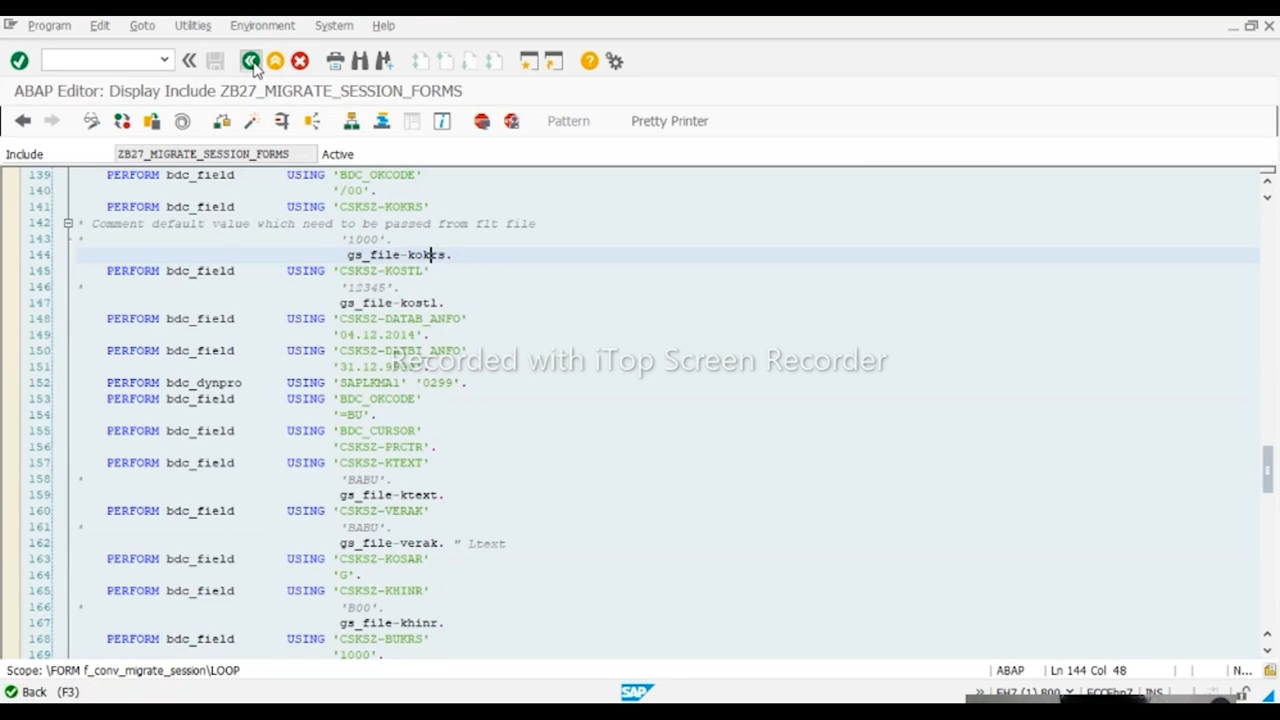 Program Edit Goto Utilities Environment System Help
ABAP Editor: Display Include ZB27_MIGRATE_SESSION_FORMS
Pattern Pretty Printer
Include ZB27_MIGRATE_SESSION_FORMS Active
139 PERFORM bdc_field USING 'BDC_OKCODE'
140 '/00'.
141 PERFORM bdc_field USING 'CSKSZ-KOKRS'
142 * Comment default value which need to be passed from flt file
143 * '1000'.
144 gs_file-kokrs.
145 PERFORM bdc_field USING 'CSKSZ-KOSTL'
146 * '12345'.
147 gs_file-kostl.
148 PERFORM bdc_field USING 'CSKSZ-DATAB_ANFO'
149 '04.12.2014'.
150 PERFORM bdc_field USING 'CSKSZ-DATBI_ANFO'
151 '31.12.9999'.
Recorded with iTop Screen Recorder
152 PERFORM bdc_dynpro USING 'SAPLKMA1' '0299'.
153 PERFORM bdc_field USING 'BDC_OKCODE'
154 '=BU'.
155 PERFORM bdc_field USING 'BDC_CURSOR'
156 'CSKSZ-PRCTR'.
157 PERFORM bdc_field USING 'CSKSZ-KTEXT'
158 * 'BABU'.
159 gs_file-ktext.
160 PERFORM bdc_field USING 'CSKSZ-VERAK'
161 * 'BABU'.
162 gs_file-verak. " Ltext
163 PERFORM bdc_field USING 'CSKSZ-KOSAR'
164 'G'.
165 PERFORM bdc_field USING 'CSKSZ-KHINR'
166 * 'B00'.
167 gs_file-khinr.
168 PERFORM bdc_field USING 'CSKSZ-BUKRS'
169 '1000'.
Scope: \FORM f_conv_migrate_session\LOOP ABAP Ln 144 Col 48 N...
Back (F3) SAP